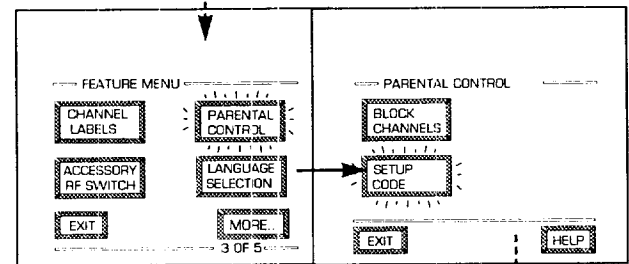 FEATURE MENU
CHANNEL
LABELS
PARENTAL
CONTROL
ACCESSORY
RF SWITCH
LANGUAGE
SELECTION
EXIT
MORE..
3 OF 5
PARENTAL CONTROL
BLOCK
CHANNELS
SETUP
CODE
EXIT
HELP